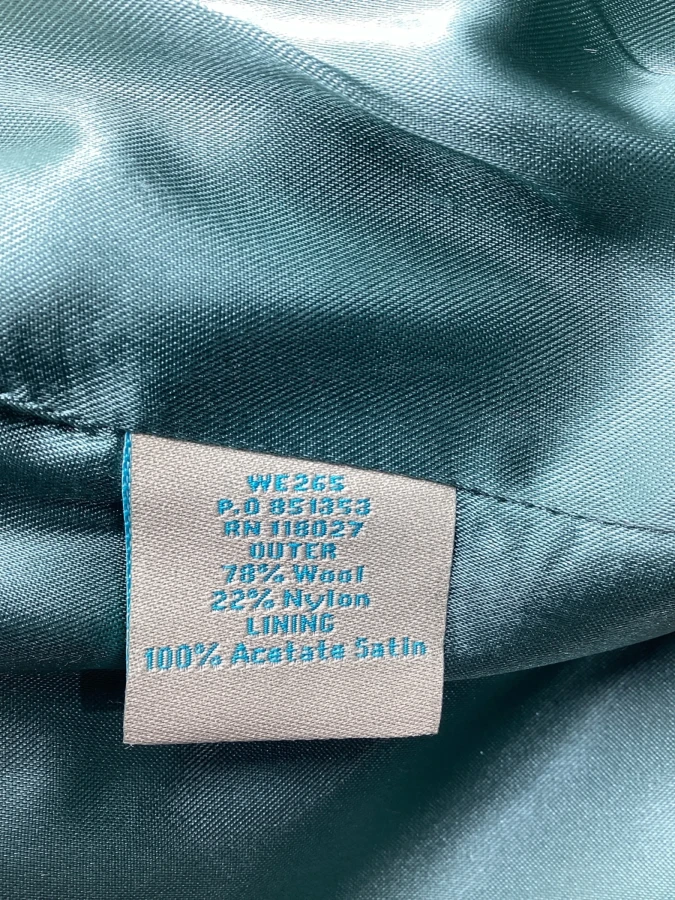 WE265
P.O 851353
RN 118027
OUTER
78% Wool
22% Nylon
LINING
100% Acetate Satin